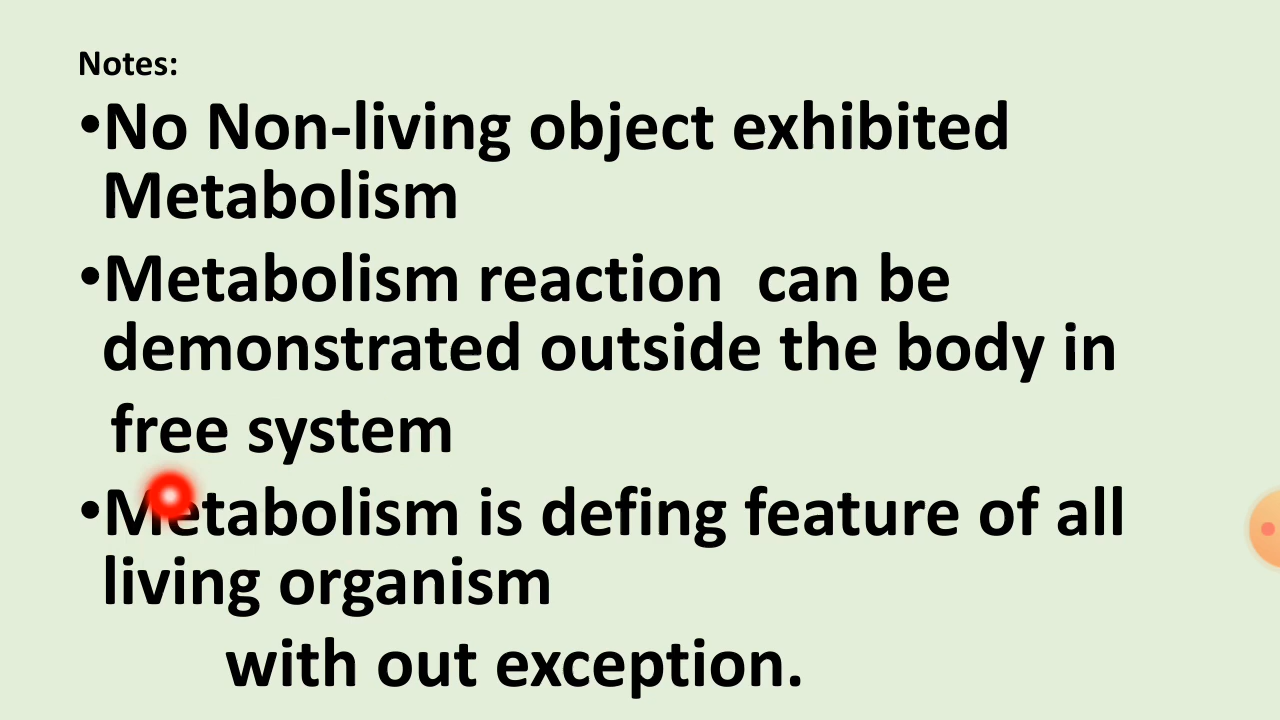 Notes:
•No Non-living object exhibited
Metabolism
•Metabolism reaction  can be
demonstrated outside the body in
free system
•Metabolism is defing feature of all
living organism
with out exception.